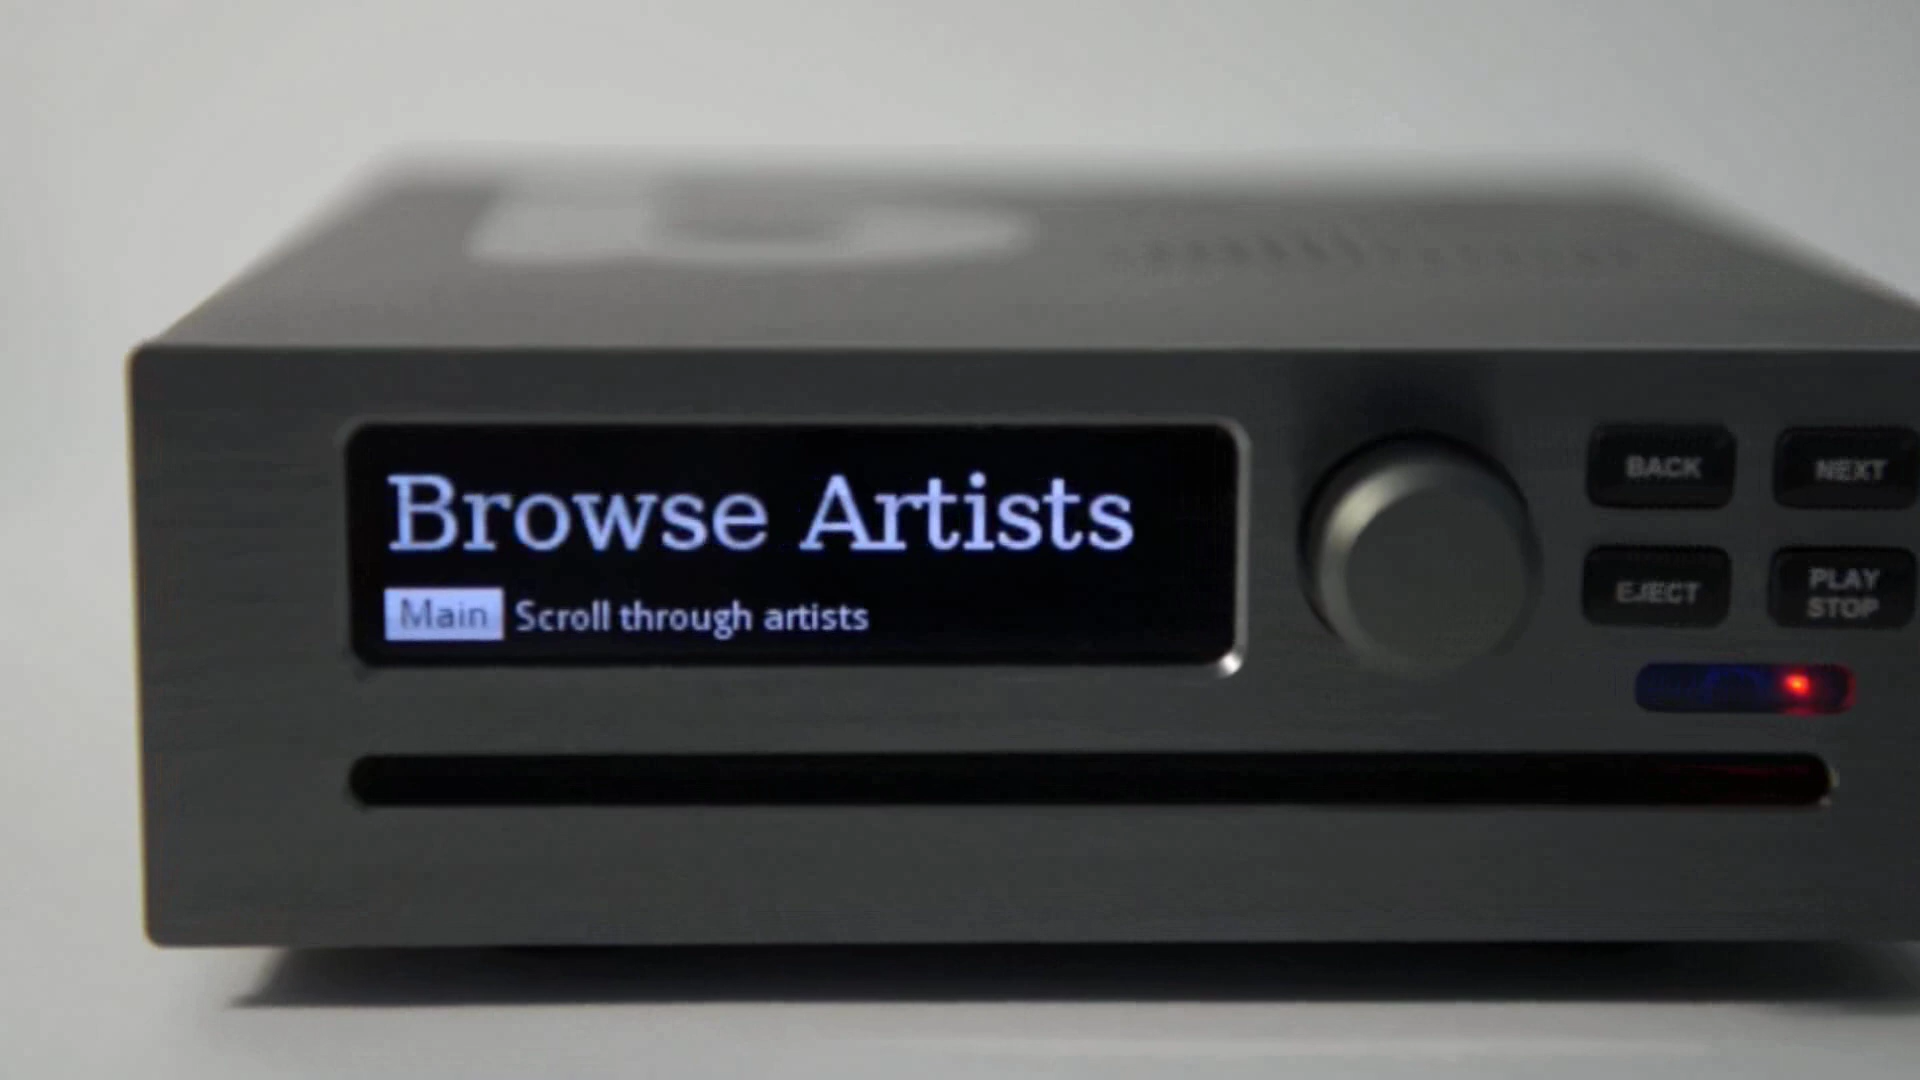 Browse Artists
Main Scroll through artists
BACK
NEXT
EJECT
PLAY
STOP